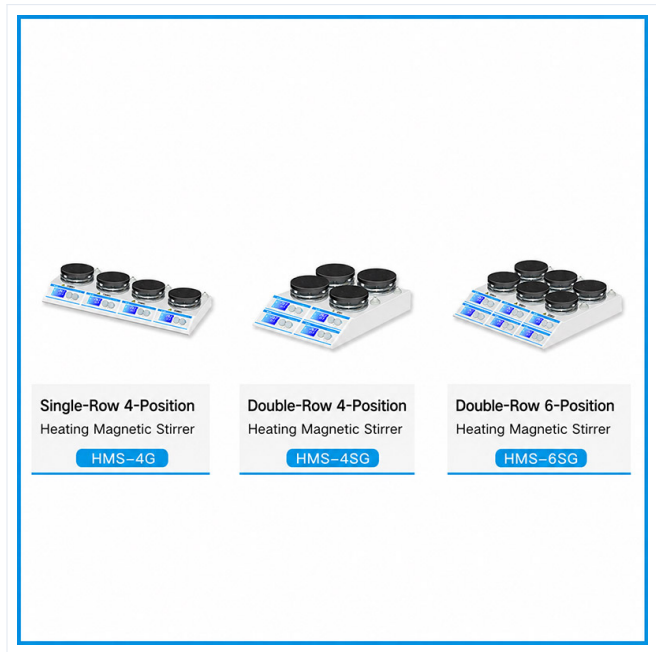 Single-Row 4-Position
Heating Magnetic Stirrer
HMS-4G
Double-Row 4-Position
Heating Magnetic Stirrer
HMS-4SG
Double-Row 6-Position
Heating Magnetic Stirrer
HMS-6SG